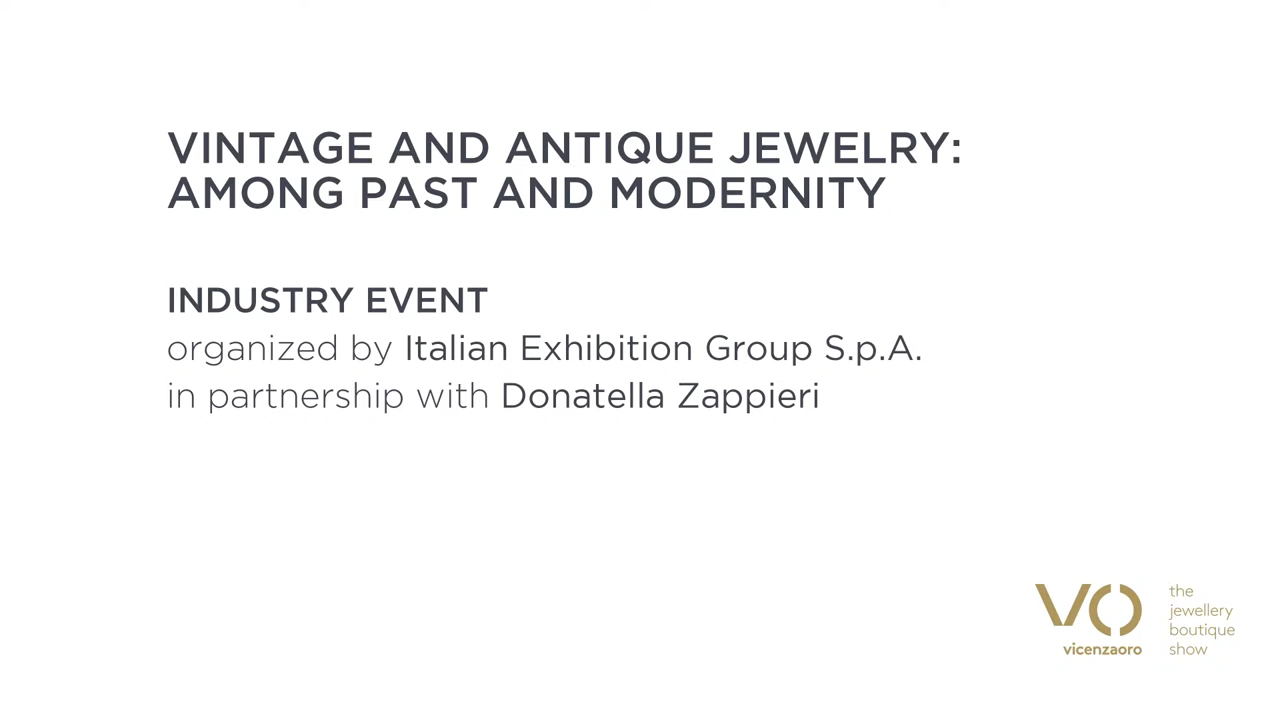 VINTAGE AND ANTIQUE JEWELRY:
AMONG PAST AND MODERNITY
INDUSTRY EVENT
organized by Italian Exhibition Group S.p.A.
in partnership with Donatella Zappieri
VO
vicenzaoro
the
jewellery
boutique
show